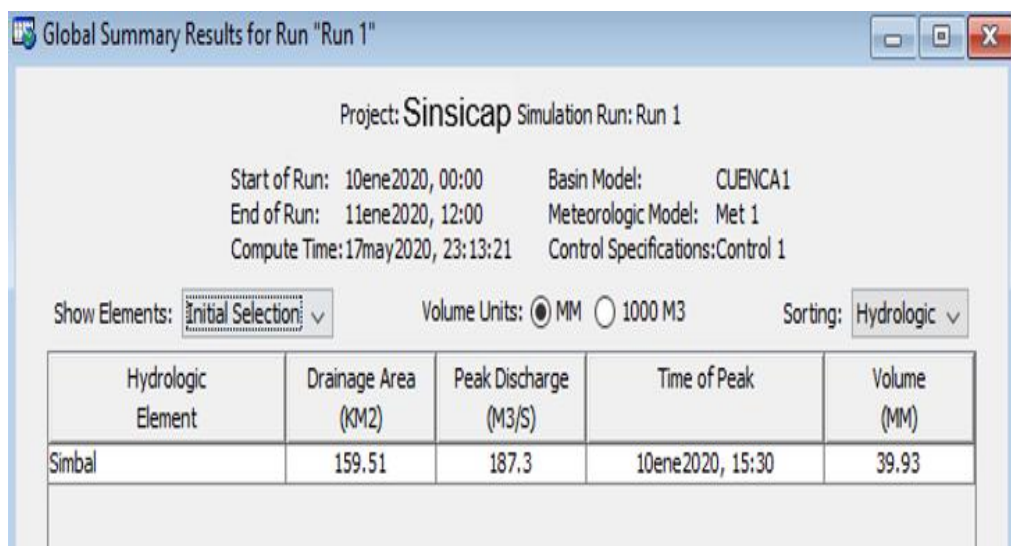 Global Summary Results for Run "Run 1"
Project: Sinsicap Simulation Run: Run 1
Start of Run: 10ene2020, 00:00 Basin Model: CUENCA1
End of Run: 11ene2020, 12:00 Meteorologic Model: Met 1
Compute Time:17may2020, 23:13:21 Control Specifications:Control 1
Show Elements: Initial Selection Volume Units: MM 1000 M3 Sorting: Hydrologic
Hydrologic Drainage Area Peak Discharge Time of Peak Volume
Element (KM2) (M3/S) (MM)
Simbal 159.51 187.3 10ene2020, 15:30 39.93